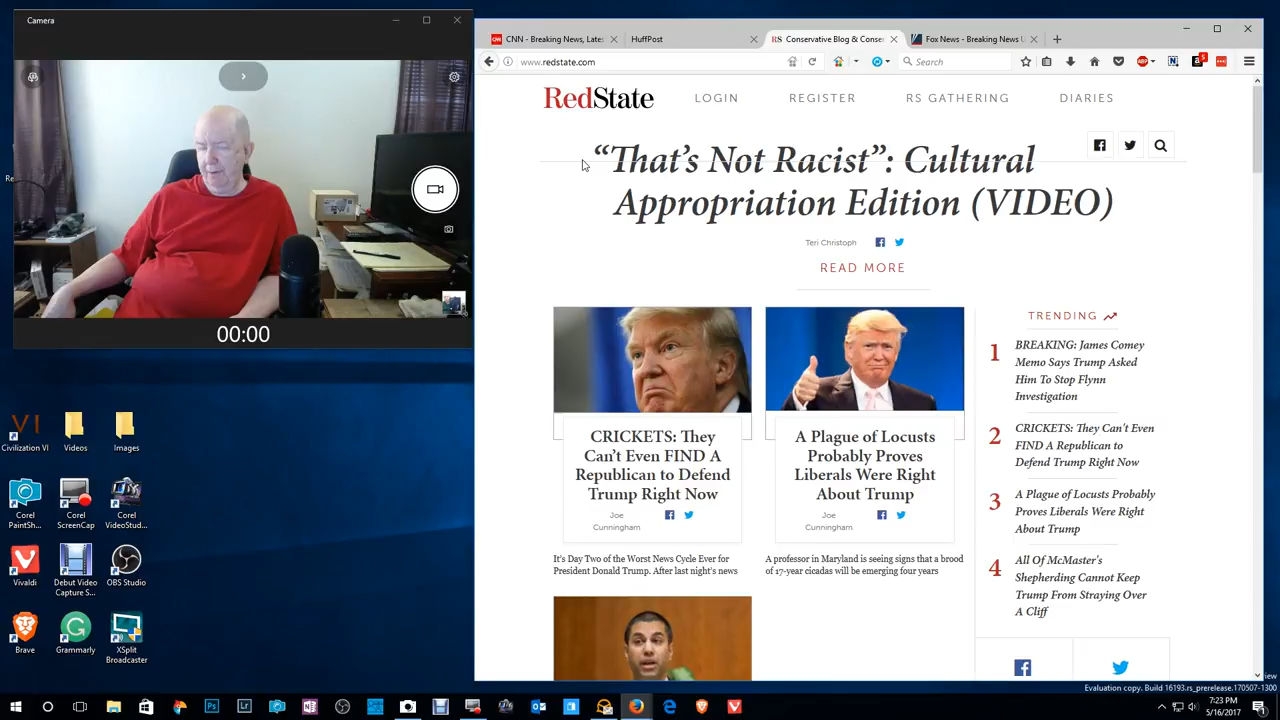 Camera
00:00
CNN - Breaking News, Lates
HuffPost
RS Conservative Blog & Conse
Fox News - Breaking News U
www.redstate.com
Search
ABP
5
RedState
LOGIN
REGISTER
RS GATHERING
DIARIES
“That’s Not Racist”: Cultural
Appropriation Edition (VIDEO)
Teri Christoph
READ MORE
CRICKETS: They
Can’t Even FIND A
Republican to Defend
Trump Right Now
Joe
Cunningham
It's Day Two of the Worst News Cycle Ever for
President Donald Trump. After last night's news
A Plague of Locusts
Probably Proves
Liberals Were Right
About Trump
Joe
Cunningham
A professor in Maryland is seeing signs that a brood
of 17-year cicadas will be emerging four years
TRENDING
1
BREAKING: James Comey
Memo Says Trump Asked
Him To Stop Flynn
Investigation
2
CRICKETS: They Can't Even
FIND A Republican to
Defend Trump Right Now
3
A Plague of Locusts Probably
Proves Liberals Were Right
About Trump
4
All Of McMaster's
Shepherding Cannot Keep
Trump From Straying Over
A Cliff
Re
VI
Civilization VI
Videos
Images
Corel
PaintSh...
Corel
ScreenCap
Corel
VideoStud...
Vivaldi
Debut Video
Capture S...
OBS Studio
Brave
Grammarly
XSplit
Broadcaster
iew
Evaluation copy. Build 16193.rs_prerelease.170507-1300
7:23 PM
5/16/2017